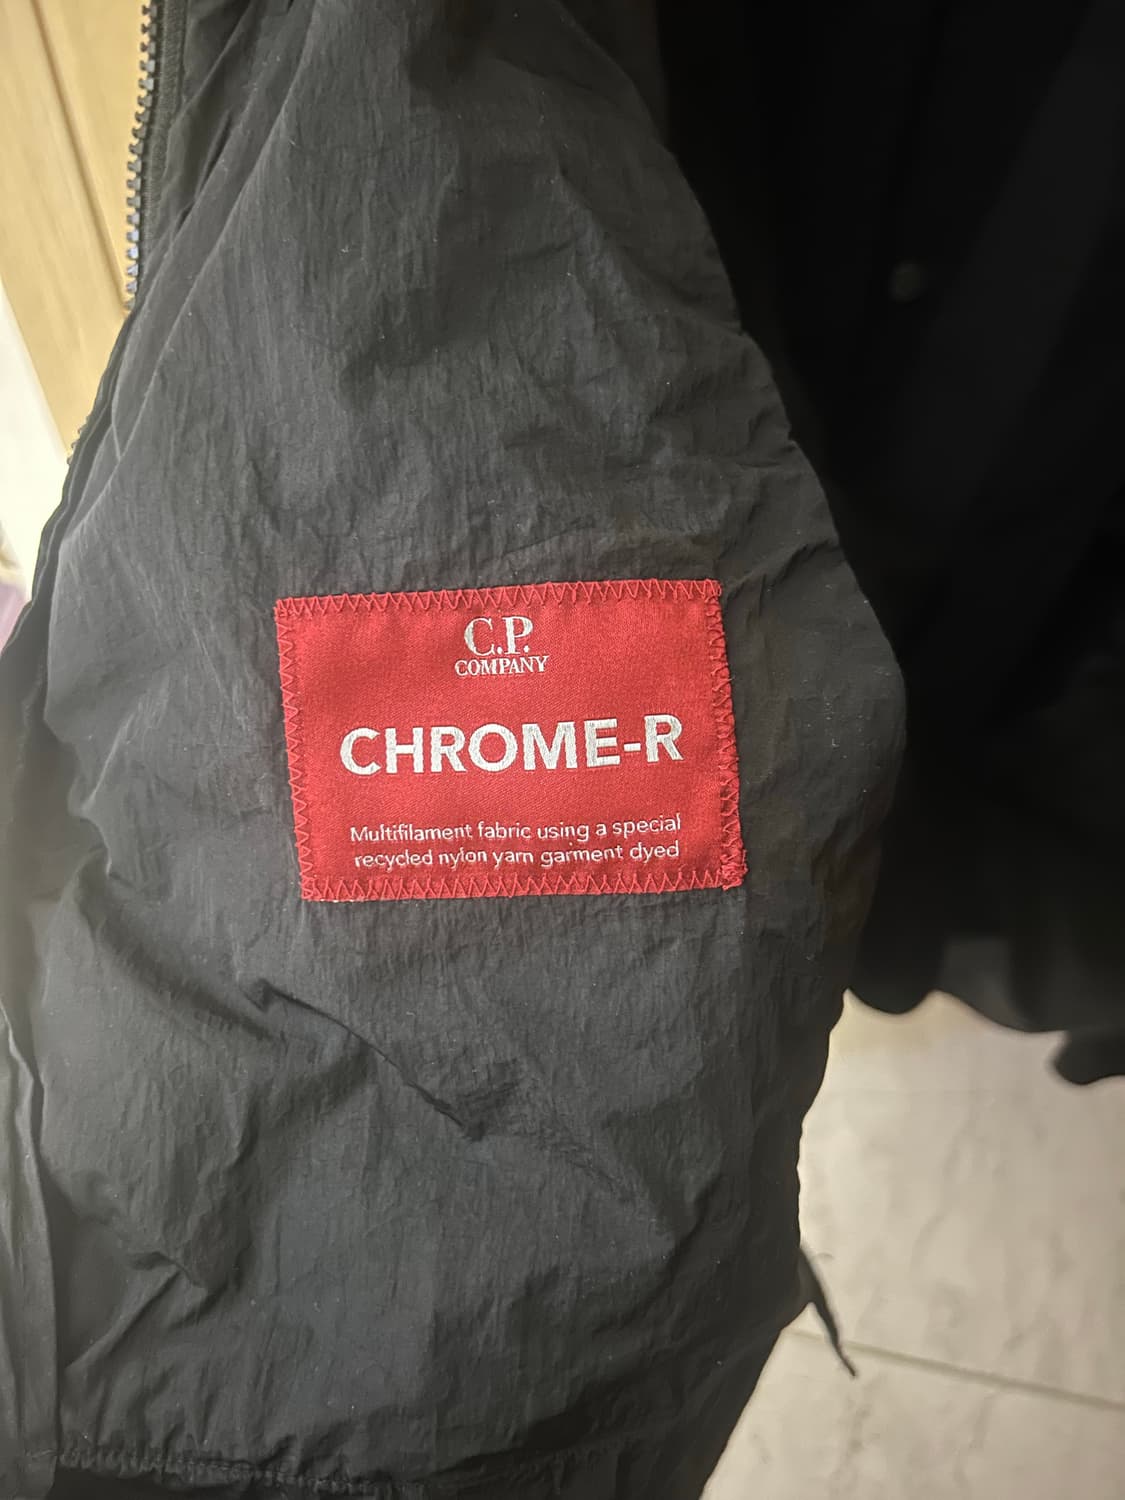 C.P.
COMPANY
CHROME-R
Multifilament fabric using a special
recycled nylon yarn garment dyed